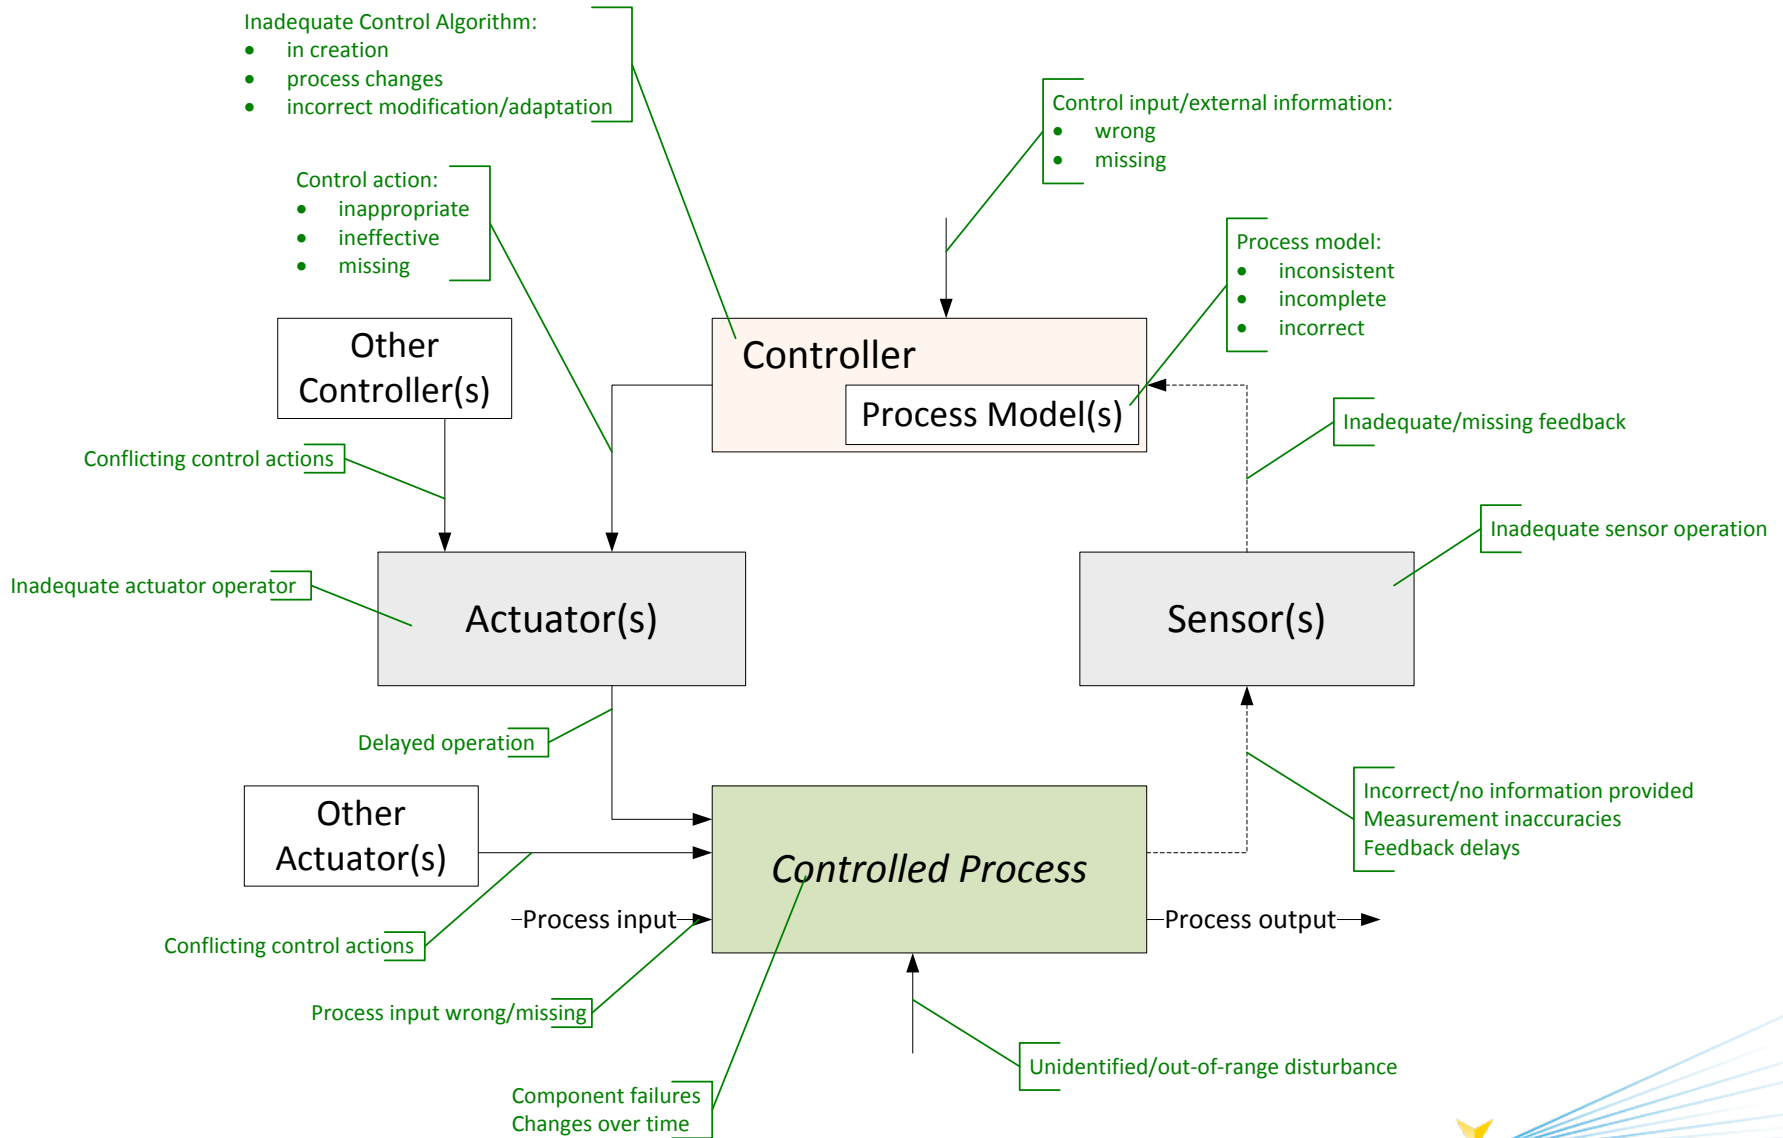 Inadequate Control Algorithm:
• in creation
• process changes
• incorrect modification/adaptation
Control input/external information:
• wrong
• missing
Control action:
• inappropriate
• ineffective
• missing
Process model:
• inconsistent
• incomplete
• incorrect
Other
Controller(s)
Controller
Process Model(s)
Inadequate/missing feedback
Conflicting control actions
Inadequate sensor operation
Inadequate actuator operator
Actuator(s)
Sensor(s)
Delayed operation
Incorrect/no information provided
Measurement inaccuracies
Feedback delays
Other
Actuator(s)
Controlled Process
Process input
Process output
Conflicting control actions
Process input wrong/missing
Unidentified/out-of-range disturbance
Component failures
Changes over time